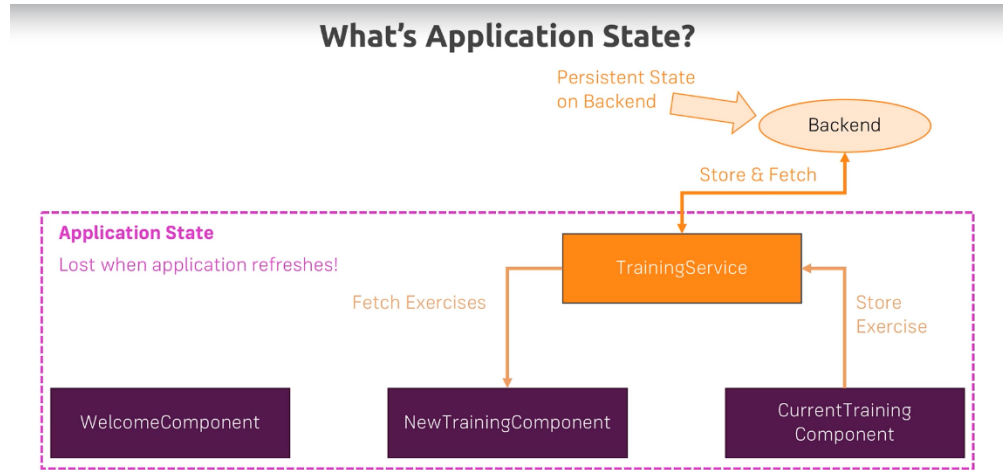 What's Application State?
Persistent State
on Backend
Backend
Store & Fetch
Application State
Lost when application refreshes!
TrainingService
Fetch Exercises
Store
Exercise
WelcomeComponent
NewTrainingComponent
CurrentTraining
Component